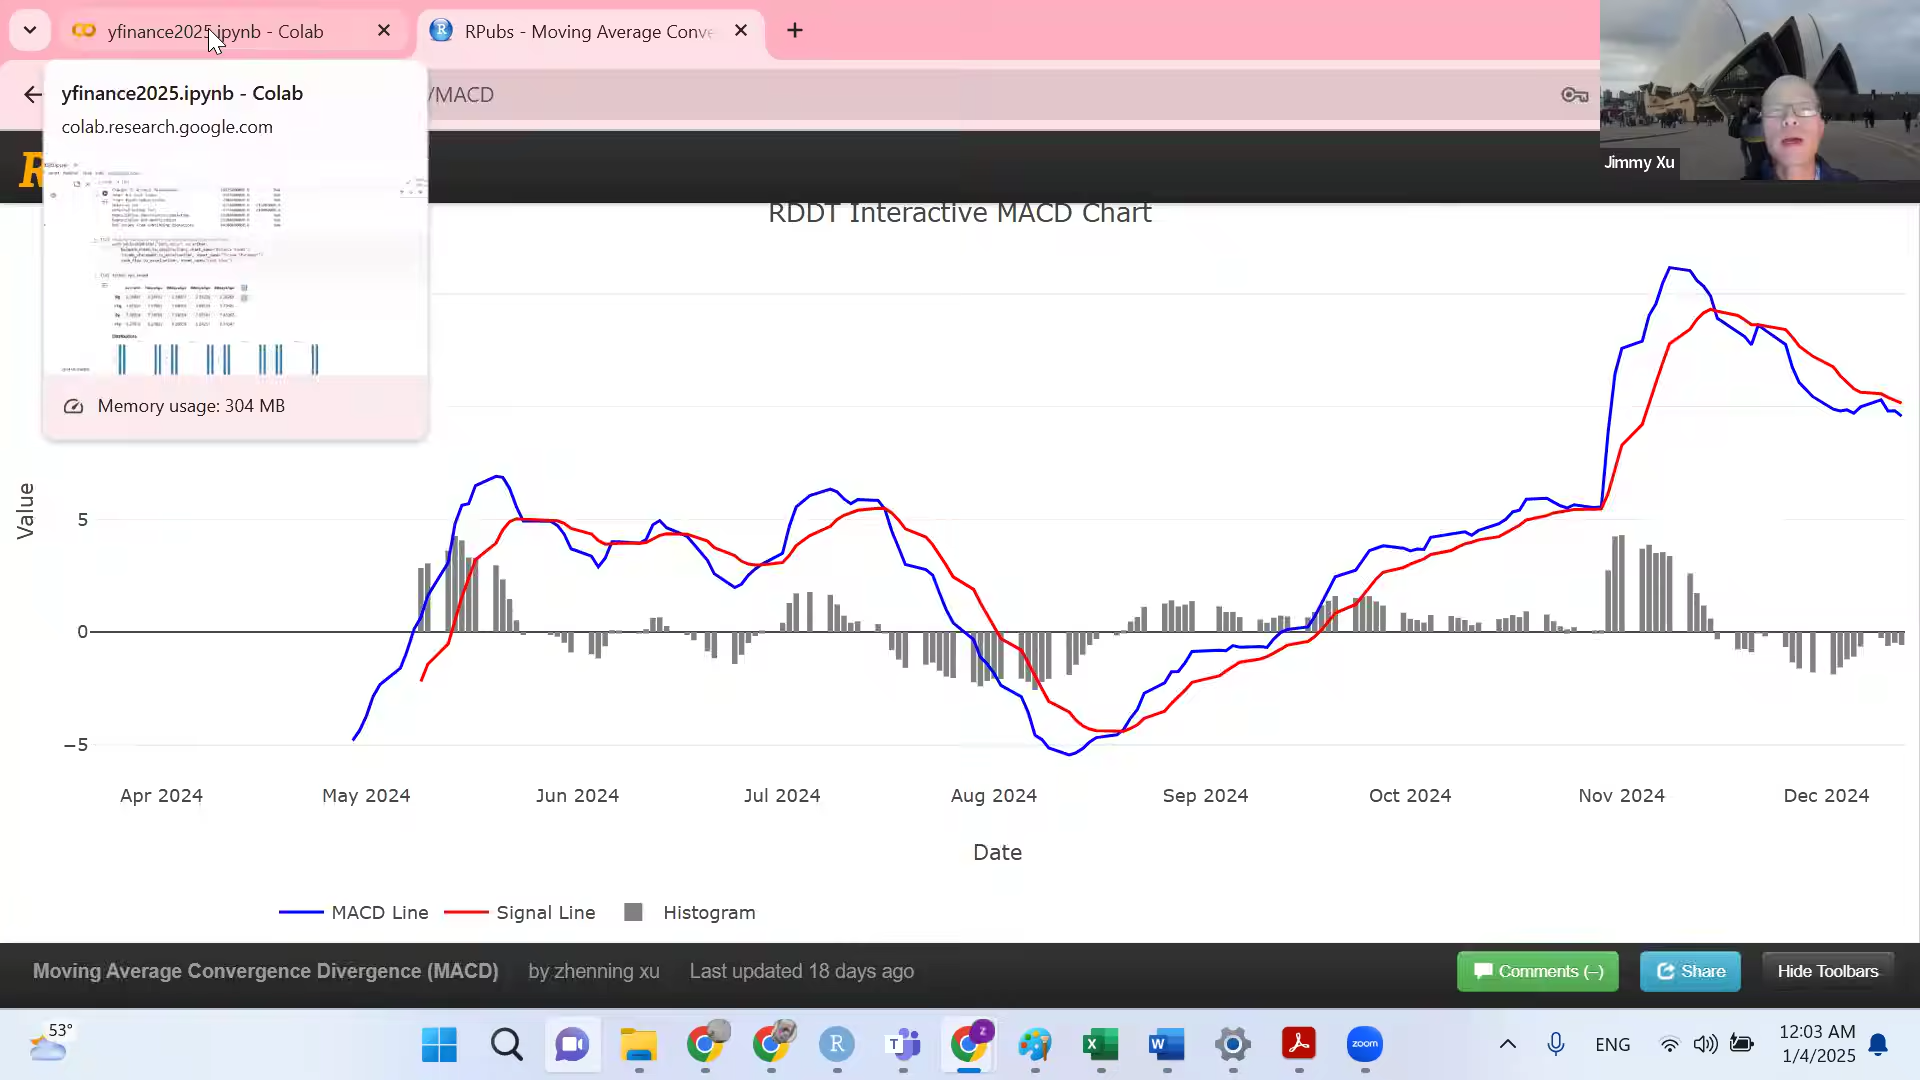 yfinance2025.ipynb - Colab
RPubs - Moving Average Conve
yfinance2025.ipynb - Colab
colab.research.google.com
/MACD
Jimmy Xu
R
RDDT Interactive MACD Chart
Memory usage: 304 MB
Value
5
0
−5
Apr 2024
May 2024
Jun 2024
Jul 2024
Aug 2024
Sep 2024
Oct 2024
Nov 2024
Dec 2024
Date
MACD Line
Signal Line
Histogram
Moving Average Convergence Divergence (MACD)
by zhenning xu
Last updated 18 days ago
Comments (–)
Share
Hide Toolbars
53°
zoom
ENG
12:03 AM
1/4/2025